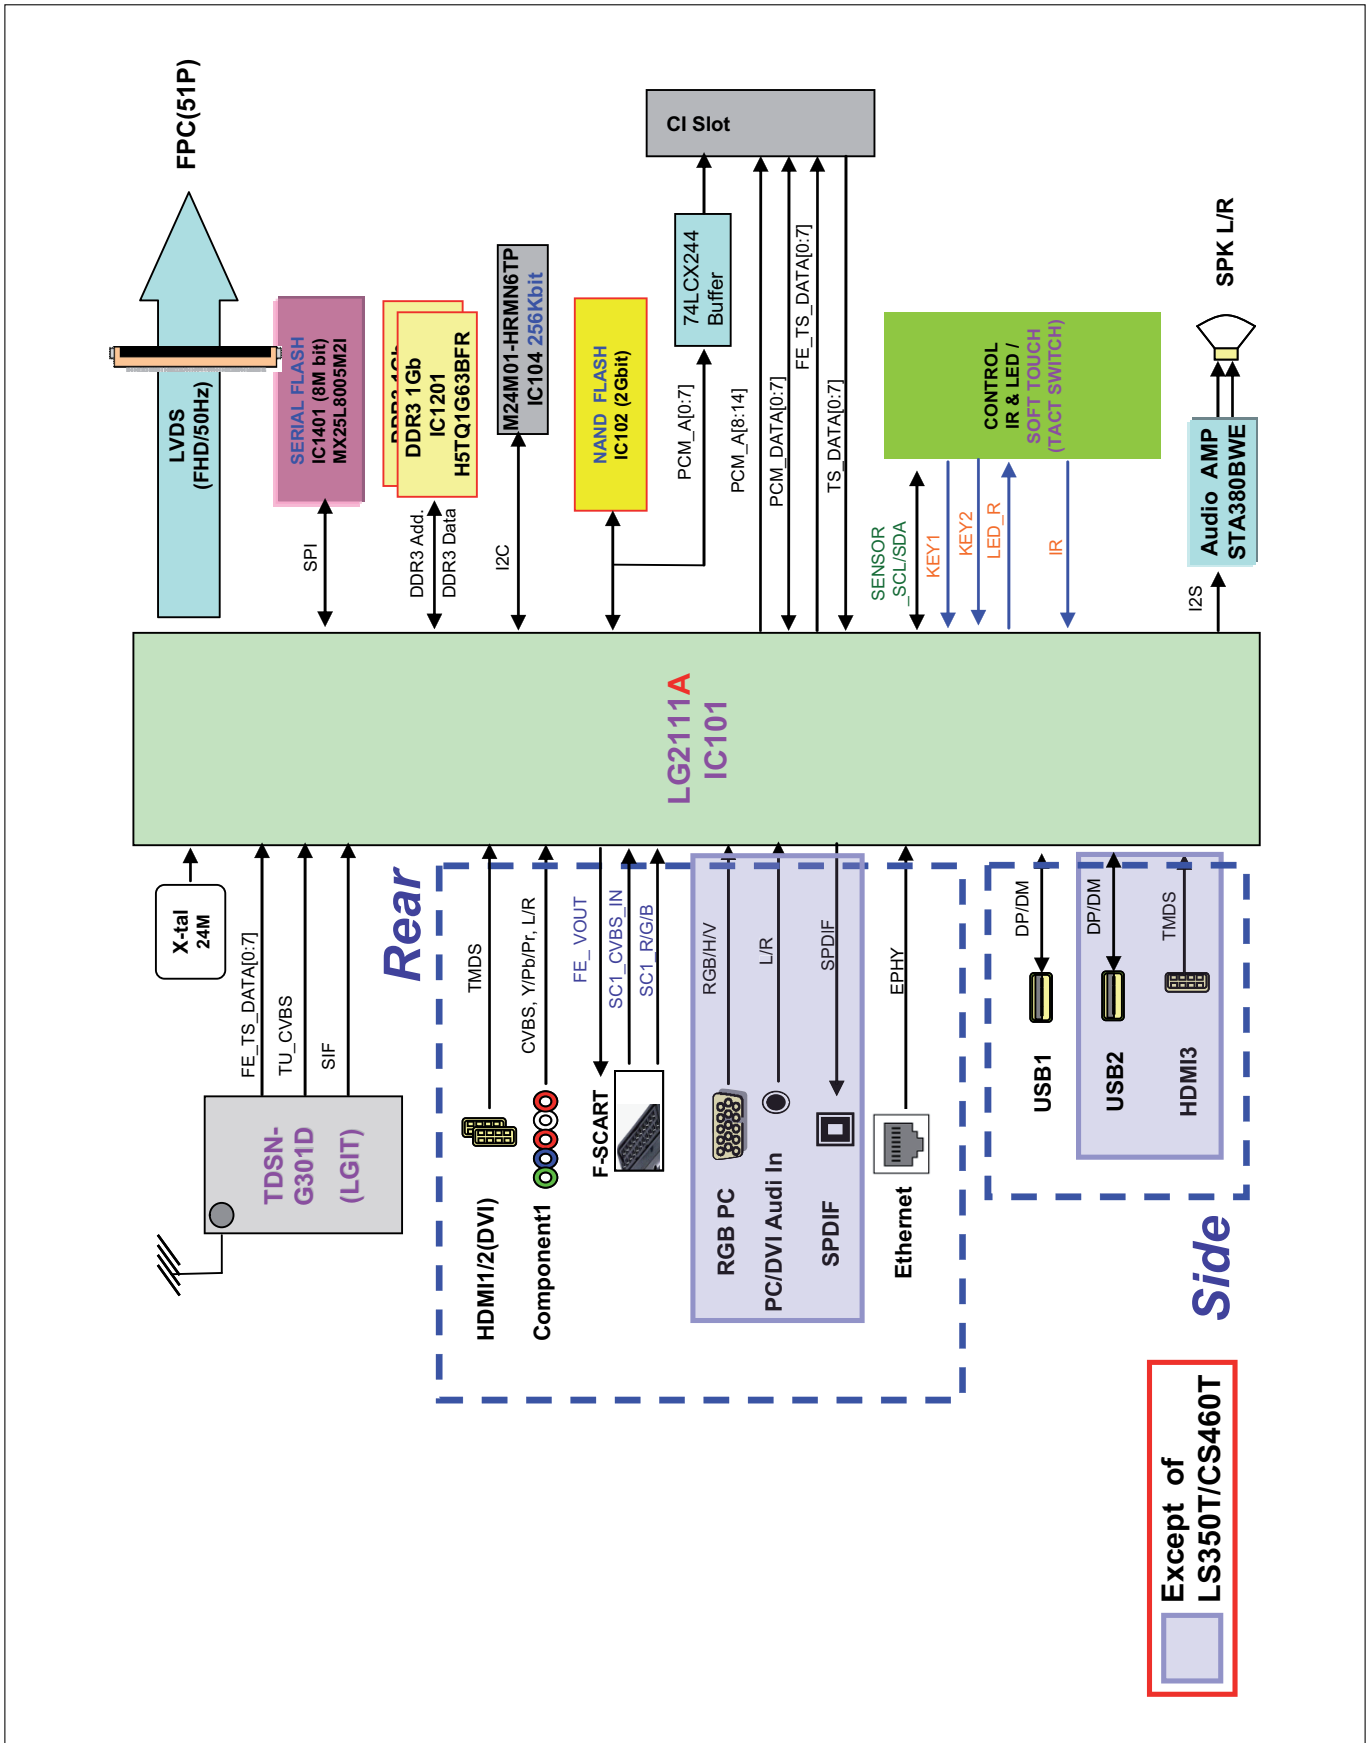 X-tal
24M
TDSN-
G301D
(LGIT)
FE_TS_DATA[0:7]
TU_CVBS
SIF
Rear
HDMI1/2(DVI)
TMDS
Component1
CVBS, Y/Pb/Pr, L/R
F-SCART
FE_VOUT
SC1_CVBS_IN
SC1_R/G/B
RGB PC
RGB/H/V
PC/DVI Audi In
L/R
SPDIF
SPDIF
Ethernet
EPHY
USB1
DP/DM
USB2
DP/DM
HDMI3
TMDS
Side
LG2111A
IC101
LVDS
(FHD/50Hz)
FPC(51P)
SPI
SERIAL FLASH
IC1401 (8M bit)
MX25L8005M2I
DDR3 Add.
DDR3 Data
DDR3 1Gb
IC1201
H5TQ1G63BFR
I2C
M24M01-HRMN6TP
IC104 256Kbit
NAND FLASH
IC102 (2Gbit)
PCM_A[0:7]
74LCX244
Buffer
CI Slot
PCM_A[8:14]
PCM_DATA[0:7]
FE_TS_DATA[0:7]
TS_DATA[0:7]
SENSOR
_SCL/SDA
KEY1
KEY2
LED_R
IR
CONTROL
IR & LED /
SOFT TOUCH
(TACT SWITCH)
I2S
Audio AMP
STA380BWE
SPK L/R
Except of
LS350T/CS460T